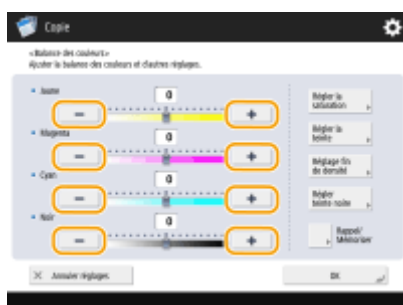 Copie
<Balance des couleurs>
Ajuster la balance des couleurs et d'autres réglages.
Jaune
0
− +
Magenta
0
− +
Cyan
0
− +
Noir
0
− +
Régler la
saturation
Régler la
teinte
Réglage fin
de densité
Régler
teinte noire
Rappel/
Mémoriser
× Annuler réglages
OK